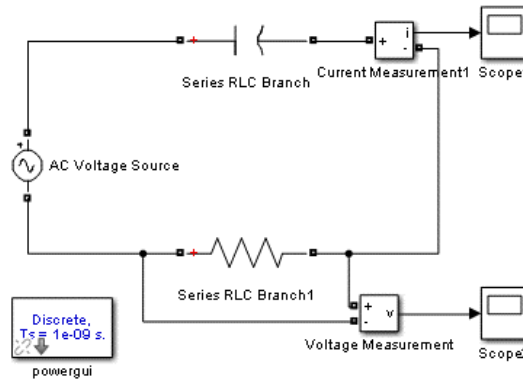 i
+
-
Series RLC Branch
Current Measurement1
Scope
+
AC Voltage Source
+
+
Series RLC Branch1
+
-
v
Voltage Measurement
Discrete,
Ts = 1e-09 s.
powergui